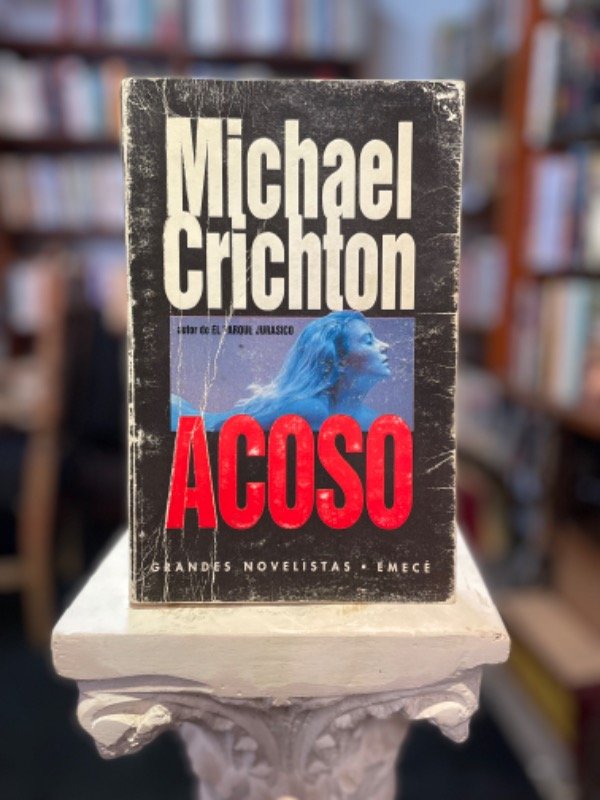 Michael
Crichton
autor de EL PARQUE JURASICO
ACOSO
GRANDES NOVELISTAS • EMECÉ